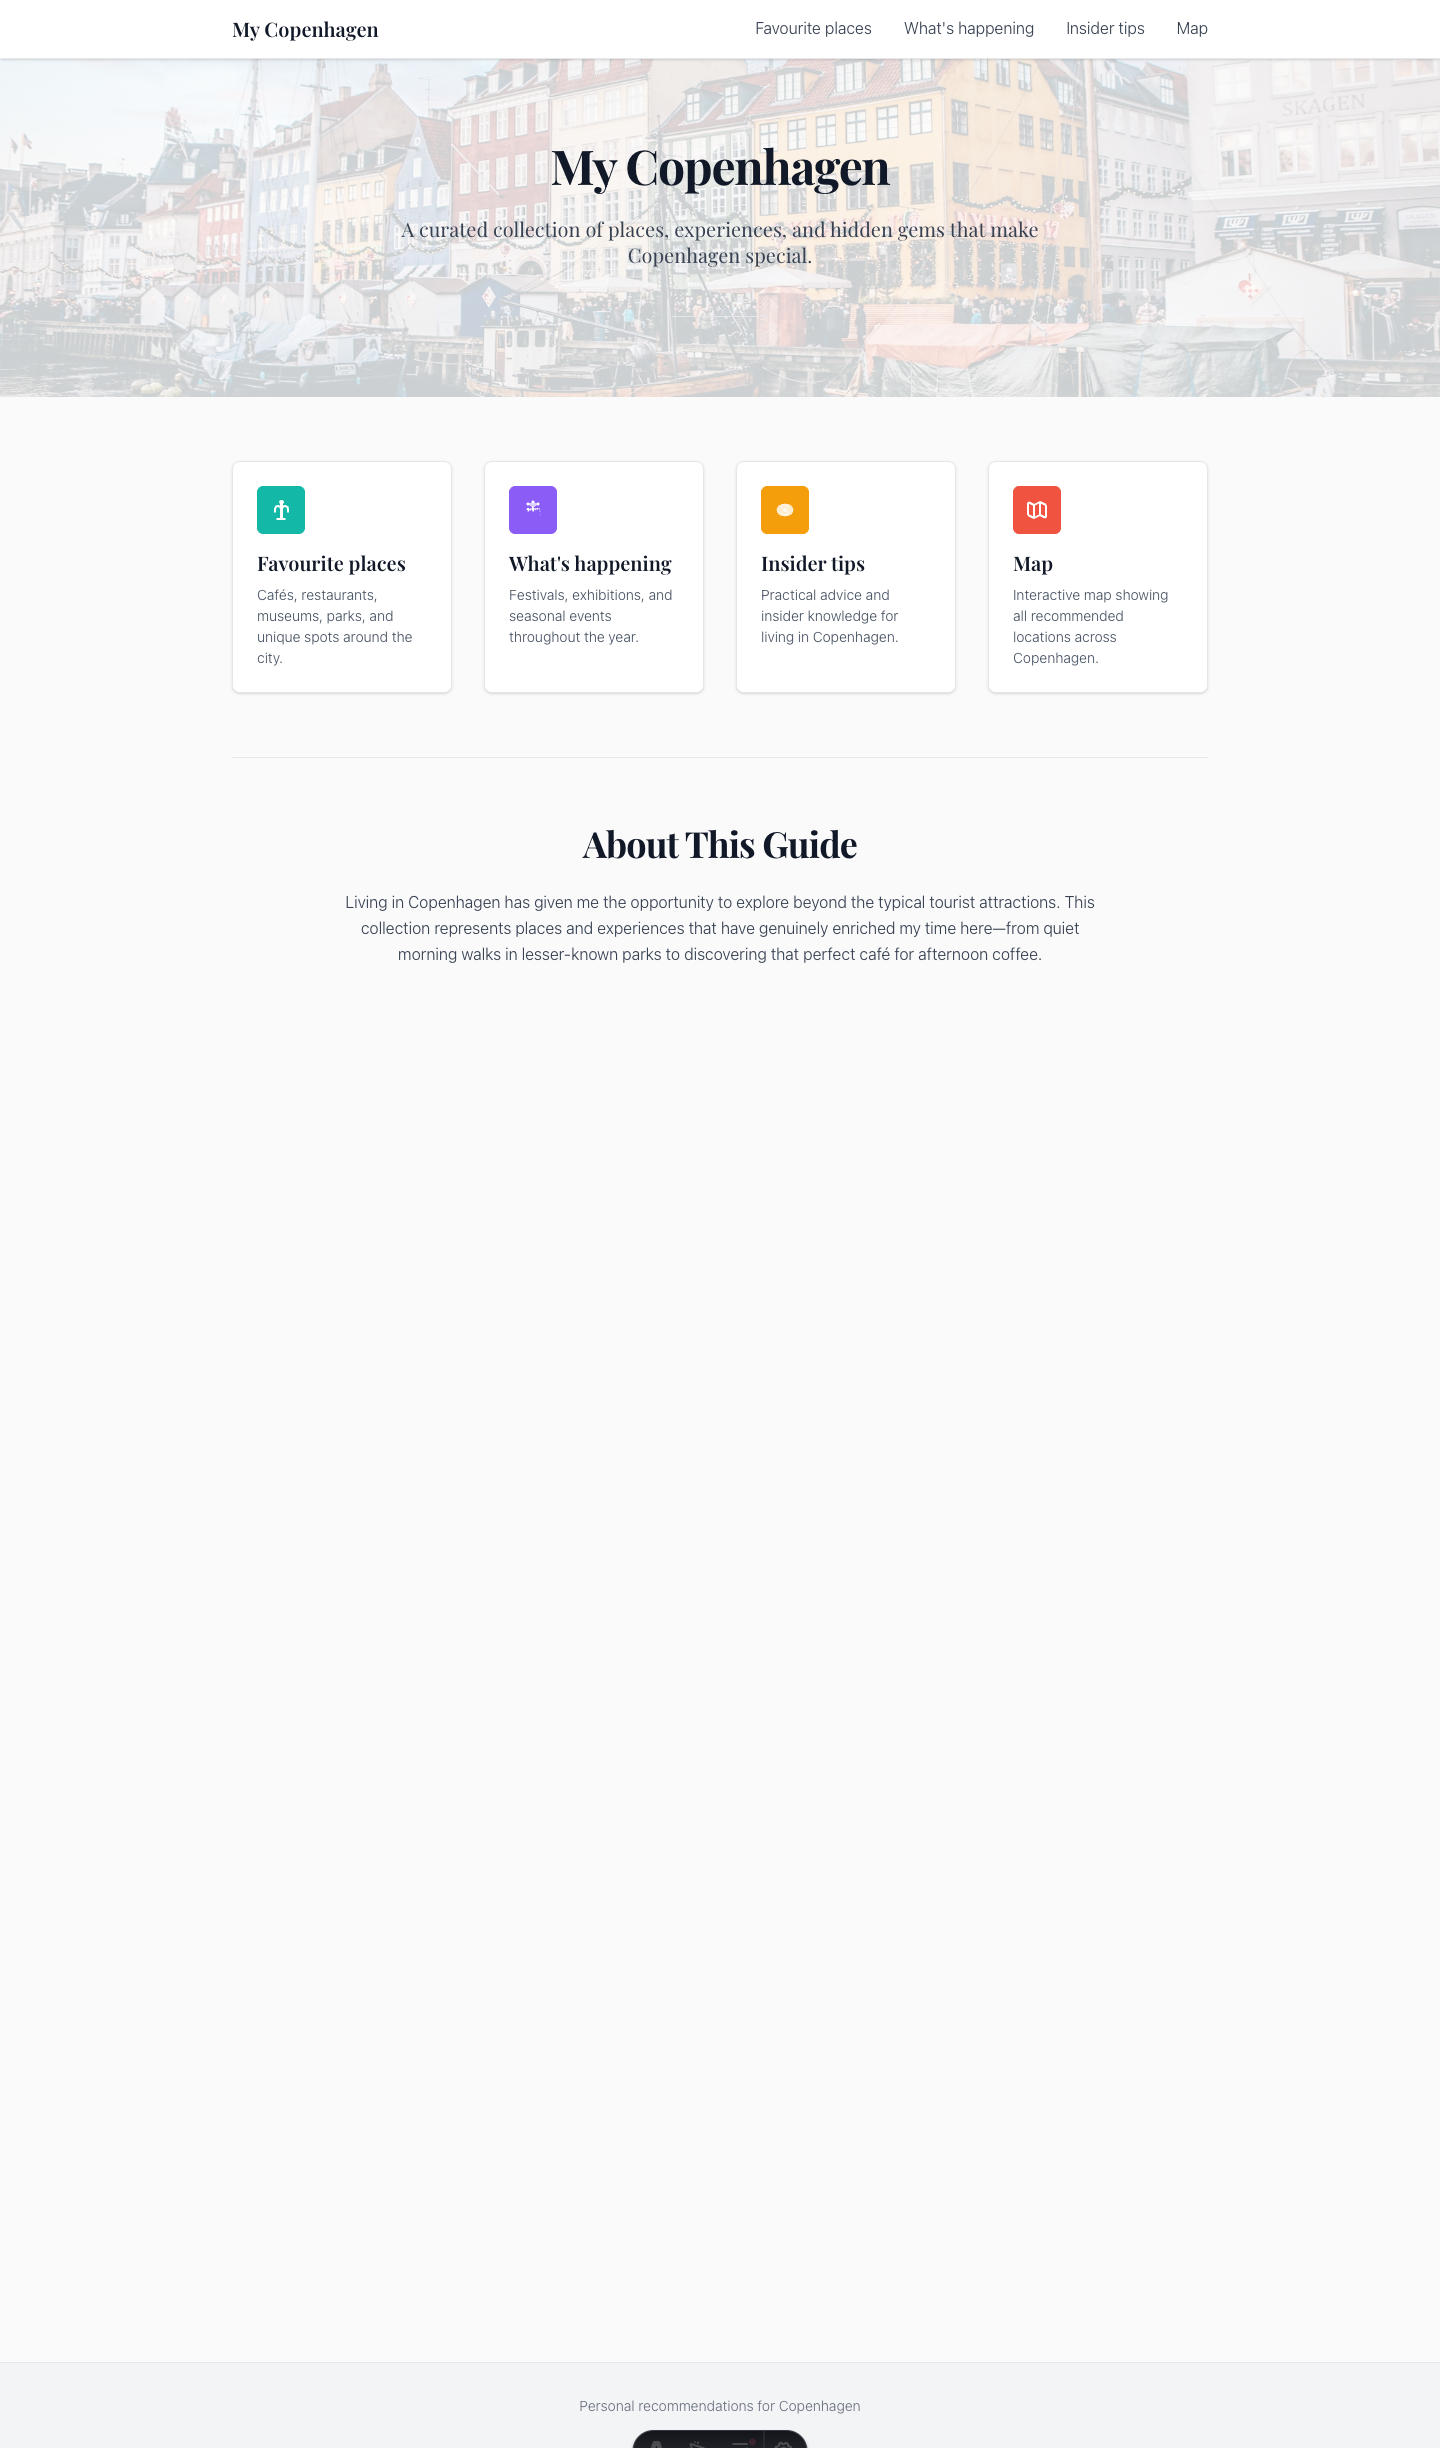 My Copenhagen
Favourite places
What's happening
Insider tips
Map
SKAGEN
My Copenhagen
A curated collection of places, experiences, and hidden gems that make
Copenhagen special.
Favourite places
Cafés, restaurants,
museums, parks, and
unique spots around the
city.
What's happening
Festivals, exhibitions, and
seasonal events
throughout the year.
Insider tips
Practical advice and
insider knowledge for
living in Copenhagen.
Map
Interactive map showing
all recommended
locations across
Copenhagen.
About This Guide
Living in Copenhagen has given me the opportunity to explore beyond the typical tourist attractions. This
collection represents places and experiences that have genuinely enriched my time here—from quiet
morning walks in lesser-known parks to discovering that perfect café for afternoon coffee.
Personal recommendations for Copenhagen